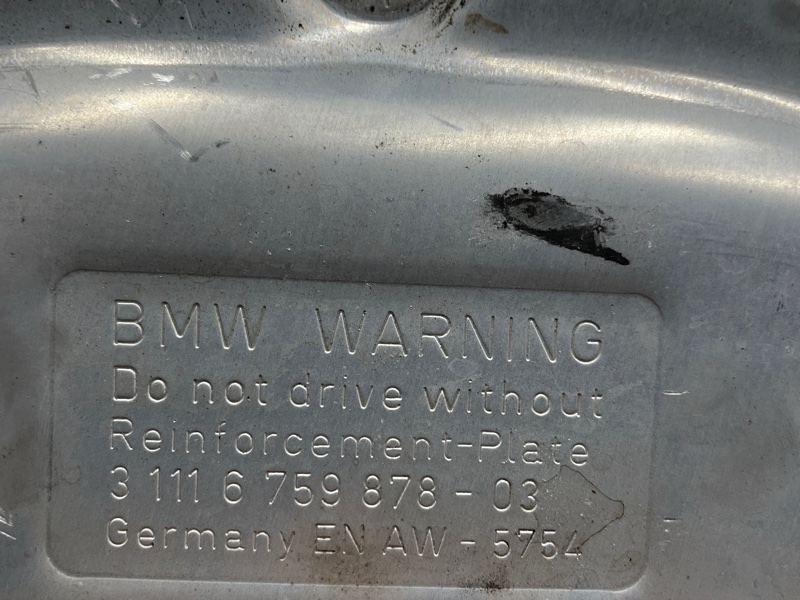 BMW WARNING
Do not drive without
Reinforcement-Plate
3 111 6 759 878 - 03
Germany EN AW - 5754